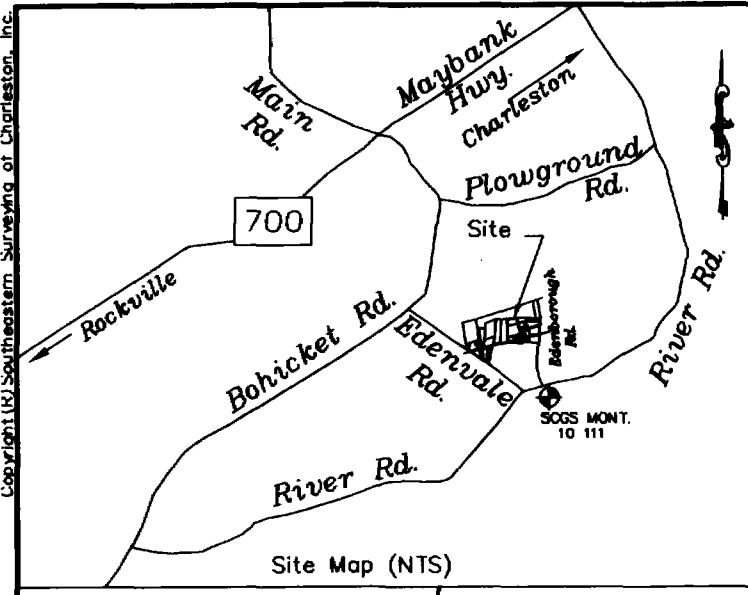 Copyright (R) Southeastern Surveying of Charleston, Inc.
Main
Rd.
Maybank
Hwy.
Charleston
Plowground
Rd.
700
Site
Rockville
Bohicket Rd.
Edenvale
Rd.
Edenborough
Rd.
River Rd.
SCGS MONT.
10 111
River Rd.
Site Map (NTS)